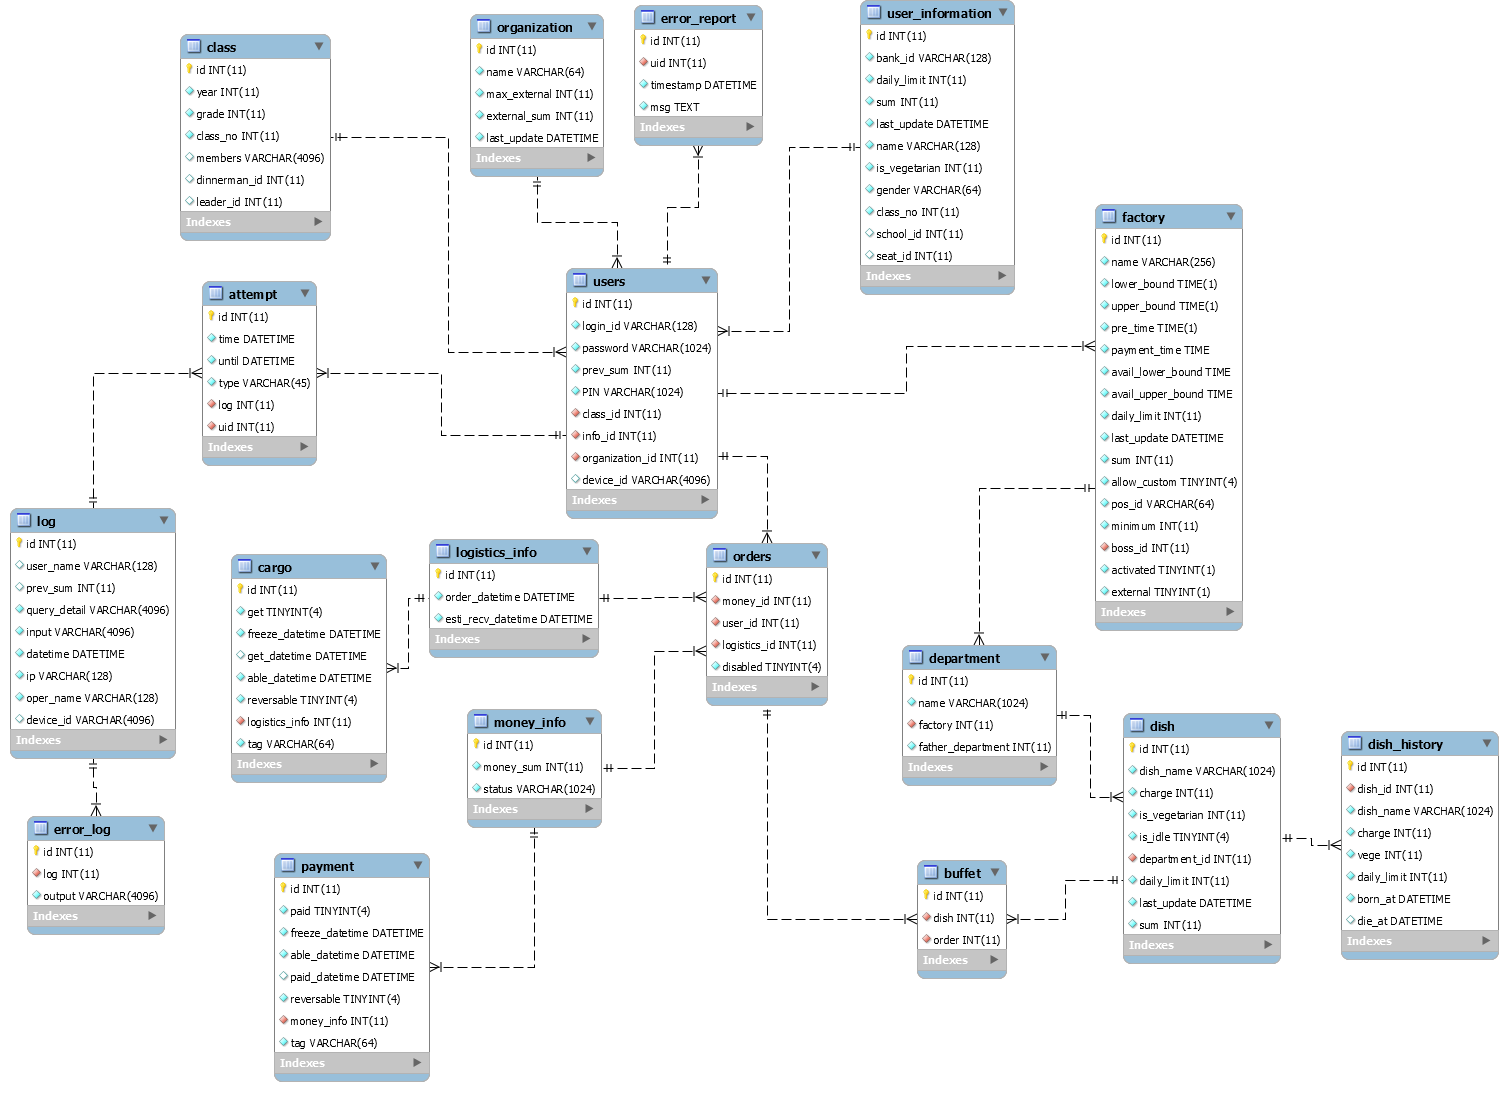 class
id INT(11)
year INT(11)
grade INT(11)
class_no INT(11)
members VARCHAR(4096)
dinnerman_id INT(11)
leader_id INT(11)
Indexes
organization
id INT(11)
name VARCHAR(64)
max_external INT(11)
external_sum INT(11)
last_update DATETIME
Indexes
error_report
id INT(11)
uid INT(11)
timestamp DATETIME
msg TEXT
Indexes
user_information
id INT(11)
bank_id VARCHAR(128)
daily_limit INT(11)
sum INT(11)
last_update DATETIME
name VARCHAR(128)
is_vegetarian INT(11)
gender VARCHAR(64)
class_no INT(11)
school_id INT(11)
seat_id INT(11)
Indexes
factory
id INT(11)
name VARCHAR(256)
lower_bound TIME(1)
upper_bound TIME(1)
pre_time TIME(1)
payment_time TIME
avail_lower_bound TIME
avail_upper_bound TIME
daily_limit INT(11)
last_update DATETIME
sum INT(11)
allow_custom TINYINT(4)
pos_id VARCHAR(64)
minimum INT(11)
boss_id INT(11)
activated TINYINT(1)
external TINYINT(1)
Indexes
users
id INT(11)
login_id VARCHAR(128)
password VARCHAR(1024)
prev_sum INT(11)
PIN VARCHAR(1024)
class_id INT(11)
info_id INT(11)
organization_id INT(11)
device_id VARCHAR(4096)
Indexes
attempt
id INT(11)
time DATETIME
until DATETIME
type VARCHAR(45)
log INT(11)
uid INT(11)
Indexes
log
id INT(11)
user_name VARCHAR(128)
prev_sum INT(11)
query_detail VARCHAR(4096)
input VARCHAR(4096)
datetime DATETIME
ip VARCHAR(128)
oper_name VARCHAR(128)
device_id VARCHAR(4096)
Indexes
cargo
id INT(11)
get TINYINT(4)
freeze_datetime DATETIME
get_datetime DATETIME
able_datetime DATETIME
reversable TINYINT(4)
logistics_info INT(11)
tag VARCHAR(64)
Indexes
logistics_info
id INT(11)
order_datetime DATETIME
esti_recv_datetime DATETIME
Indexes
orders
id INT(11)
money_id INT(11)
user_id INT(11)
logistics_id INT(11)
disabled TINYINT(4)
Indexes
money_info
id INT(11)
money_sum INT(11)
status VARCHAR(1024)
Indexes
department
id INT(11)
name VARCHAR(1024)
factory INT(11)
father_department INT(11)
Indexes
dish
id INT(11)
dish_name VARCHAR(1024)
charge INT(11)
is_vegetarian INT(11)
is_idle TINYINT(4)
department_id INT(11)
daily_limit INT(11)
last_update DATETIME
sum INT(11)
Indexes
dish_history
id INT(11)
dish_id INT(11)
dish_name VARCHAR(1024)
charge INT(11)
vege INT(11)
daily_limit INT(11)
born_at DATETIME
die_at DATETIME
Indexes
error_log
id INT(11)
log INT(11)
output VARCHAR(4096)
Indexes
payment
id INT(11)
paid TINYINT(4)
freeze_datetime DATETIME
able_datetime DATETIME
paid_datetime DATETIME
reversable TINYINT(4)
money_info INT(11)
tag VARCHAR(64)
Indexes
buffet
id INT(11)
dish INT(11)
order INT(11)
Indexes